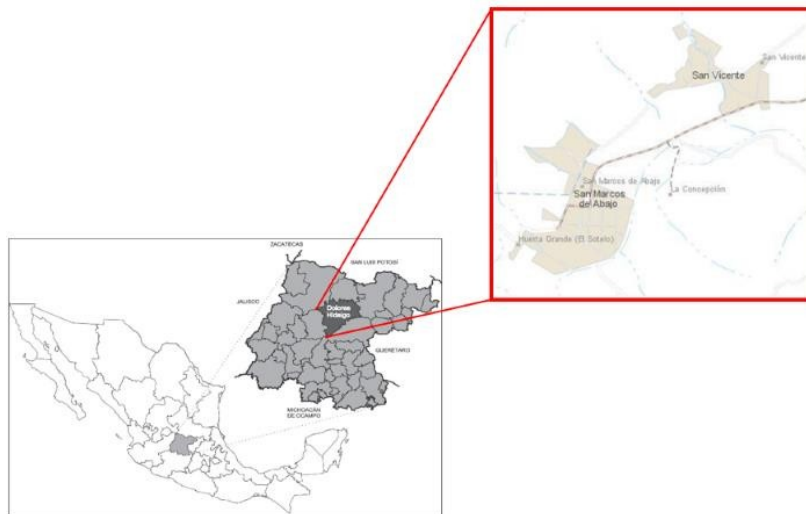 San Vicente
San Vicente
San Marcos de Abajo
San Marcos
de Abajo
La Concepción
Huerta Grande (El Sotelo)
ZACATECAS
SAN LUIS POTOSÍ
JALISCO
Dolores
Hidalgo
QUERÉTARO
MICHOACÁN
DE OCAMPO